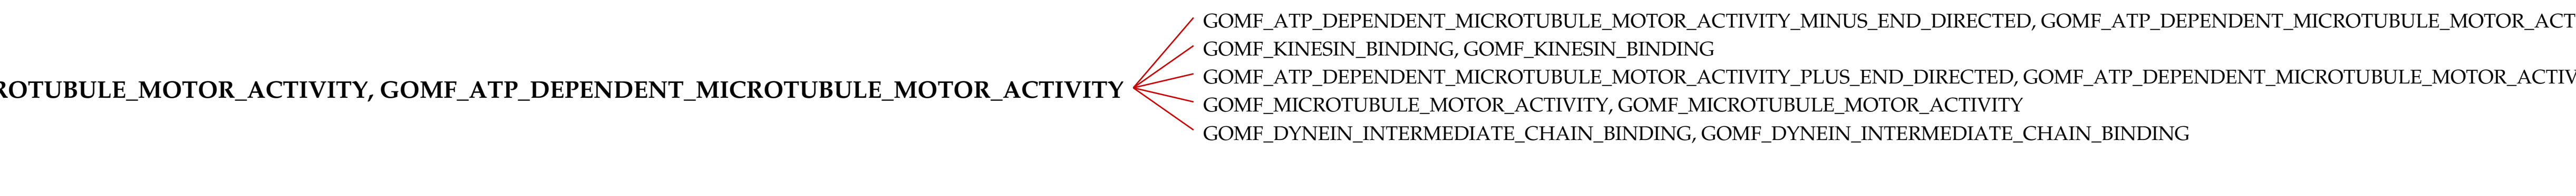 GOMF_ATP_DEPENDENT_MICROTUBULE_MOTOR_ACTIVITY_MINUS_END_DIRECTED, GOMF_ATP_DEPENDENT_MICROTUBULE_MOTOR_ACT
GOMF_KINESIN_BINDING, GOMF_KINESIN_BINDING
GOMF_ATP_DEPENDENT_MICROTUBULE_MOTOR_ACTIVITY_PLUS_END_DIRECTED, GOMF_ATP_DEPENDENT_MICROTUBULE_MOTOR_ACTIV
ROTUBULE_MOTOR_ACTIVITY, GOMF_ATP_DEPENDENT_MICROTUBULE_MOTOR_ACTIVITY
GOMF_MICROTUBULE_MOTOR_ACTIVITY, GOMF_MICROTUBULE_MOTOR_ACTIVITY
GOMF_DYNEIN_INTERMEDIATE_CHAIN_BINDING, GOMF_DYNEIN_INTERMEDIATE_CHAIN_BINDING